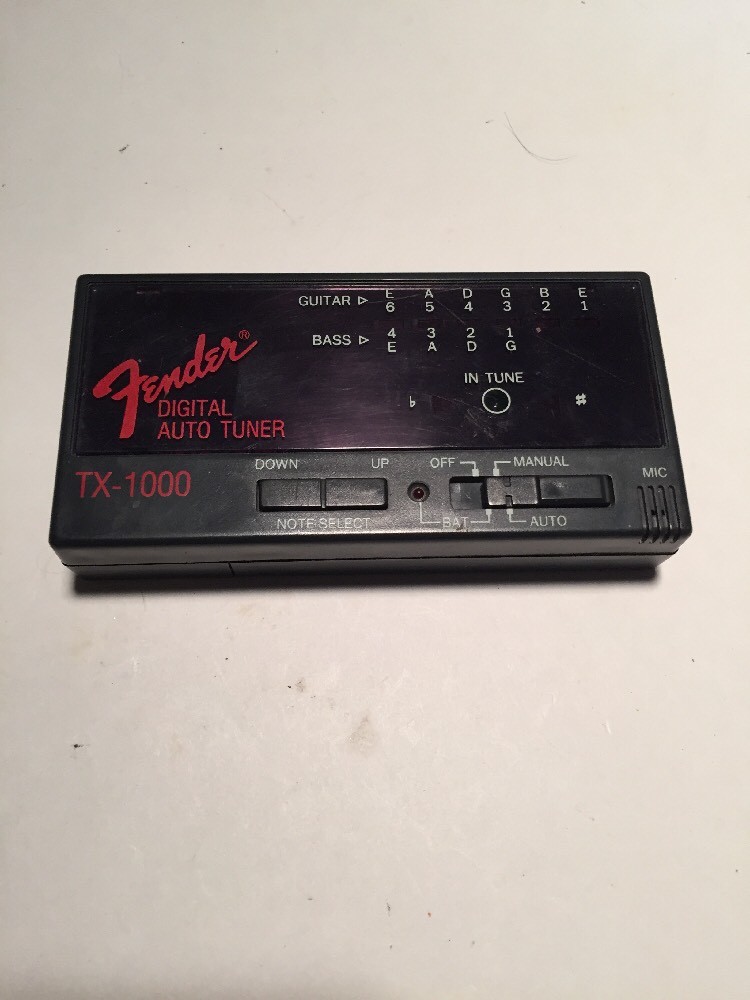 GUITAR ▷ E A D G B E
6 5 4 3 2 1
BASS ▷ 4 3 2 1
E A D G
Fender®
DIGITAL
AUTO TUNER
IN TUNE
♭ ♯
TX-1000
DOWN UP
NOTE SELECT
OFF MANUAL
BAT AUTO
MIC